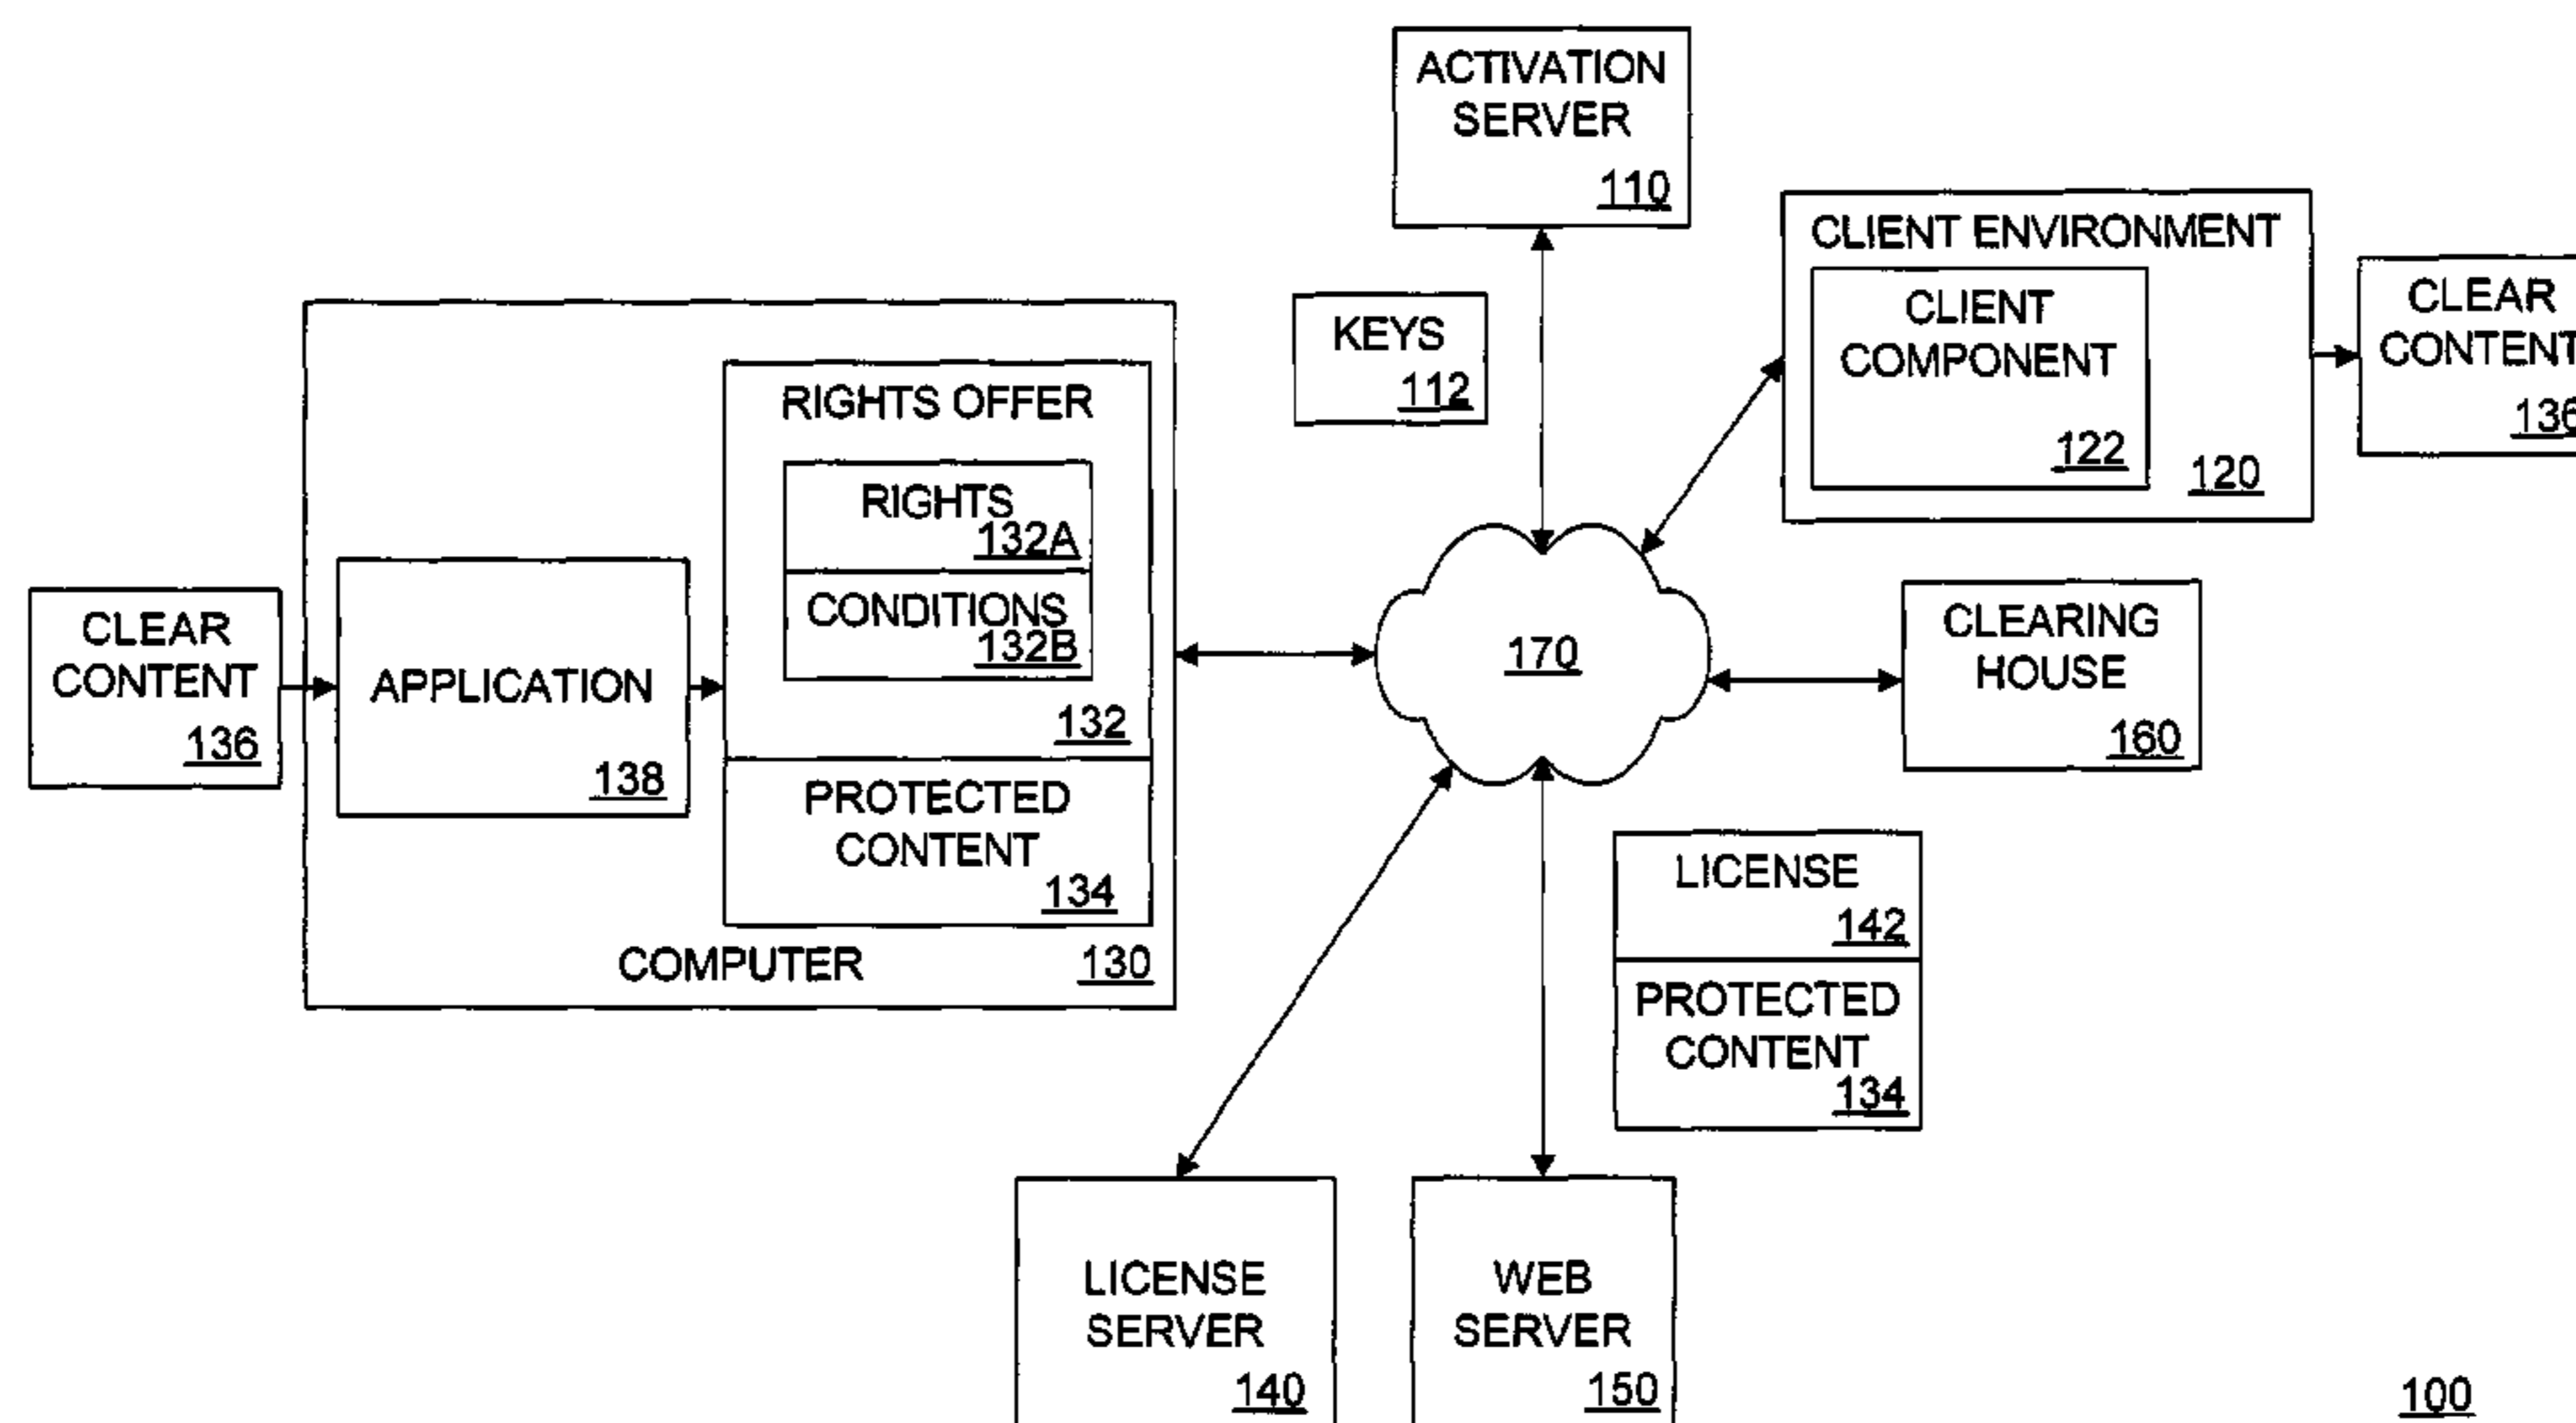 ACTIVATION
SERVER
110
KEYS
112
CLIENT ENVIRONMENT
CLIENT
COMPONENT
122
120
CLEAR
CONTENT
136
RIGHTS OFFER
RIGHTS
132A
CONDITIONS
132B
132
PROTECTED
CONTENT
134
CLEAR
CONTENT
136
APPLICATION
138
COMPUTER
130
170
CLEARING
HOUSE
160
LICENSE
142
PROTECTED
CONTENT
134
LICENSE
SERVER
140
WEB
SERVER
150
100